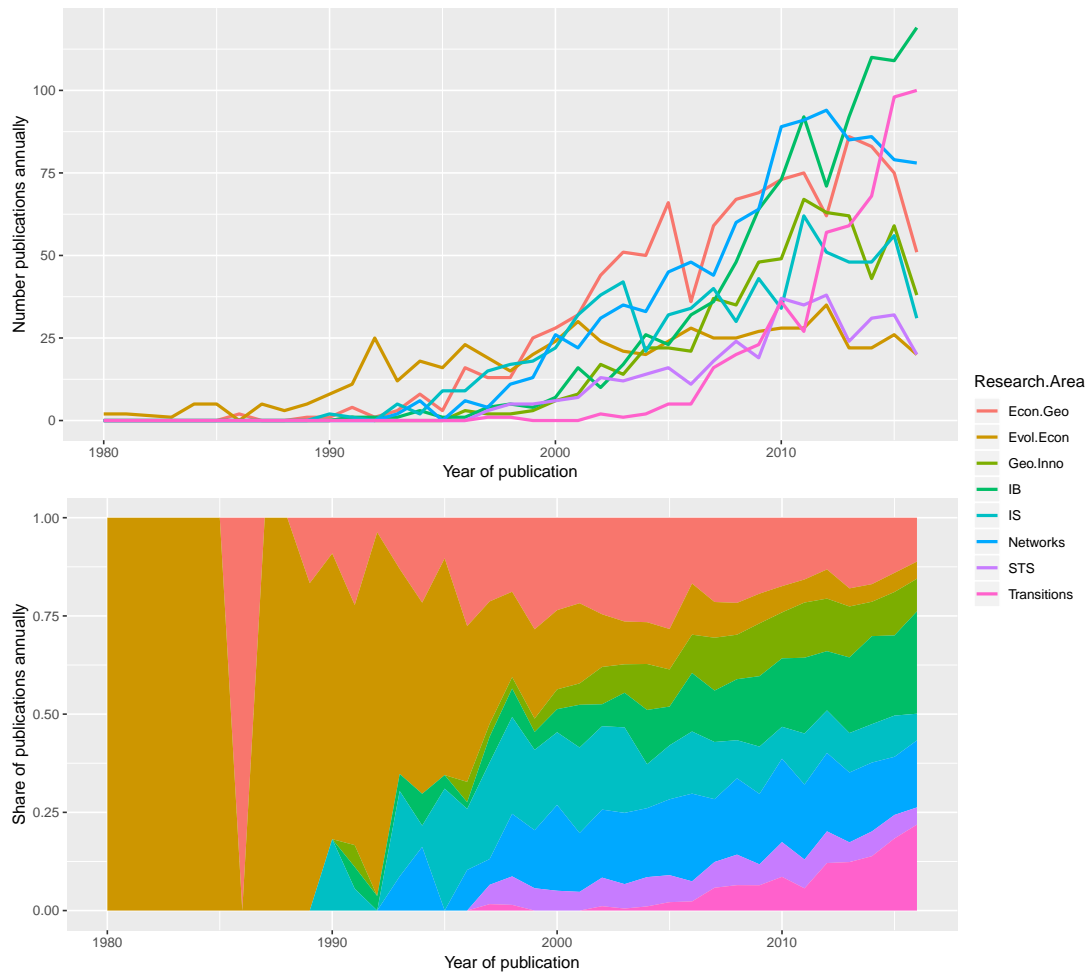 Number publications annually
100
75
50
25
0
1980
1990
2000
2010
Year of publication
Share of publications annually
1.00
0.75
0.50
0.25
0.00
1980
1990
2000
2010
Year of publication
Research.Area
Econ.Geo
Evol.Econ
Geo.Inno
IB
IS
Networks
STS
Transitions